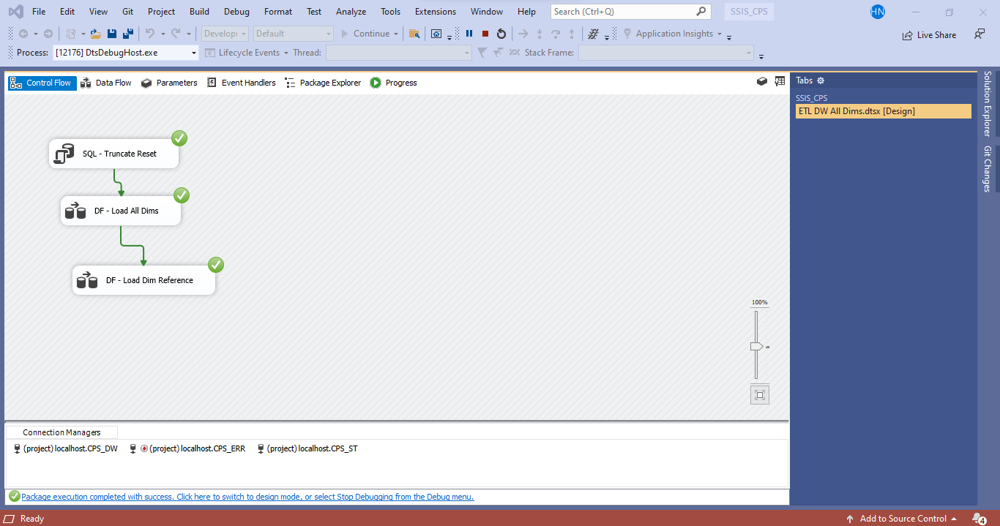 File Edit View Git Project Build Debug Format Test Analyze Tools Extensions Window Help Search (Ctrl+Q) SSIS_CPS HN
Develop Default Continue Application Insights Live Share
Process: [12176] DtsDebugHost.exe Lifecycle Events Thread: Stack Frame:
Control Flow Data Flow Parameters Event Handlers Package Explorer Progress
Tabs
SSIS_CPS
ETL DW All Dims.dtsx [Design]
Solution Explorer
Git Changes
SQL - Truncate Reset
DF - Load All Dims
DF - Load Dim Reference
100%
Connection Managers
(project) localhost.CPS_DW (project) localhost.CPS_ERR (project) localhost.CPS_ST
Package execution completed with success. Click here to switch to design mode, or select Stop Debugging from the Debug menu.
Ready Add to Source Control 4